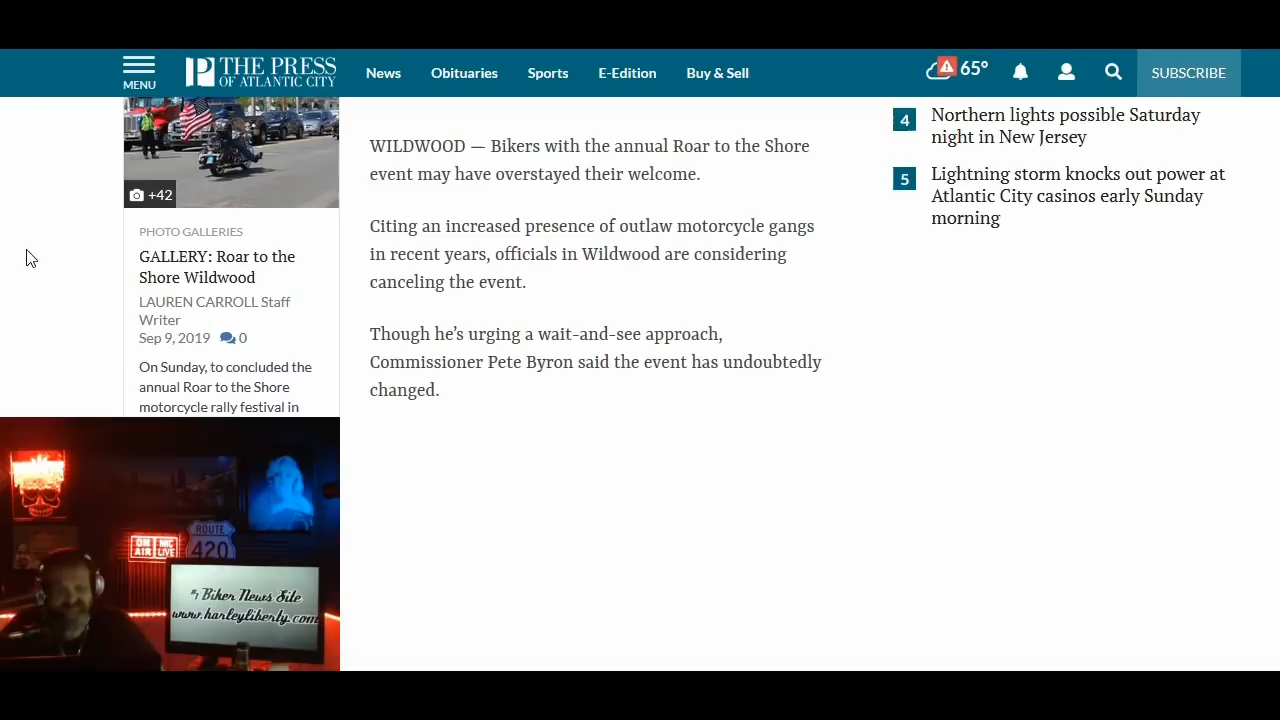 MENU
THE PRESS
OF ATLANTIC CITY
News
Obituaries
Sports
E-Edition
Buy & Sell
65°
SUBSCRIBE
+42
PHOTO GALLERIES
GALLERY: Roar to the
Shore Wildwood
LAUREN CARROLL Staff
Writer
Sep 9, 2019 0
On Sunday, to concluded the
annual Roar to the Shore
motorcycle rally festival in
WILDWOOD — Bikers with the annual Roar to the Shore
event may have overstayed their welcome.
Citing an increased presence of outlaw motorcycle gangs
in recent years, officials in Wildwood are considering
canceling the event.
Though he's urging a wait-and-see approach,
Commissioner Pete Byron said the event has undoubtedly
changed.
4 Northern lights possible Saturday
night in New Jersey
5 Lightning storm knocks out power at
Atlantic City casinos early Sunday
morning
ON AIR
MIC LIVE
ROUTE
420
#1 Biker News Site
www.harleyliberty.com